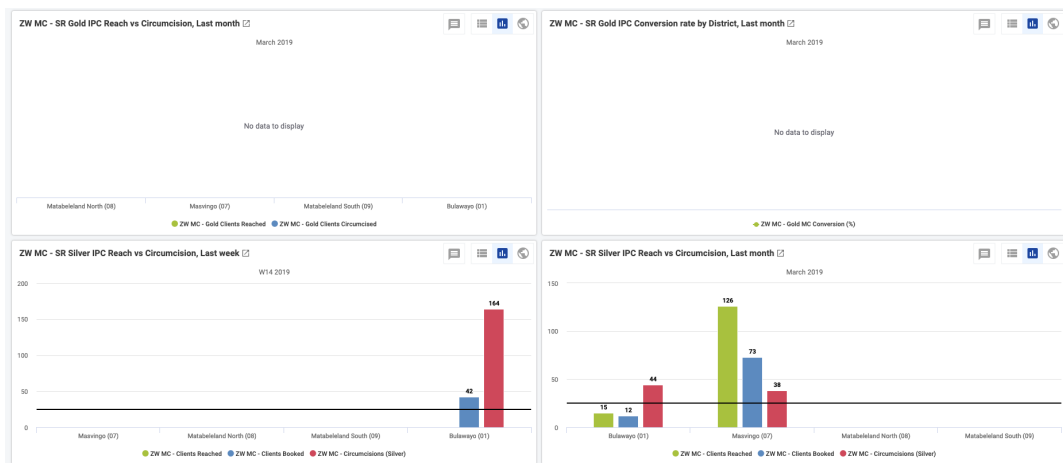 ZW MC - SR Gold IPC Reach vs Circumcision, Last month
March 2019
No data to display
Matabeleland North (08) Masvingo (07) Matabeleland South (09) Bulawayo (01)
ZW MC - Gold Clients Reached ZW MC - Gold Clients Circumcised
ZW MC - SR Gold IPC Conversion rate by District, Last month
March 2019
No data to display
ZW MC - Gold MC Conversion (%)
ZW MC - SR Silver IPC Reach vs Circumcision, Last week
W14 2019
200
150
100
50
0
42
164
Masvingo (07) Matabeleland North (08) Matabeleland South (09) Bulawayo (01)
ZW MC - Clients Reached ZW MC - Clients Booked ZW MC - Circumcisions (Silver)
ZW MC - SR Silver IPC Reach vs Circumcision, Last month
March 2019
150
100
50
0
15
12
44
126
73
38
Bulawayo (01) Masvingo (07) Matabeleland North (08) Matabeleland South (09)
ZW MC - Clients Reached ZW MC - Clients Booked ZW MC - Circumcisions (Silver)